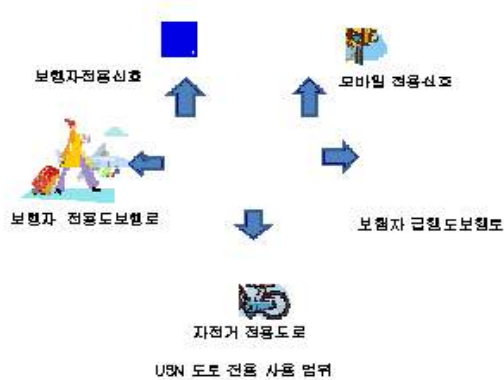 보행자전용신호
모바일 전용신호
보행자 전용도보행로
보행자 급행도보행로
자전거 전용도로
USN 도로 전용 사용 범위